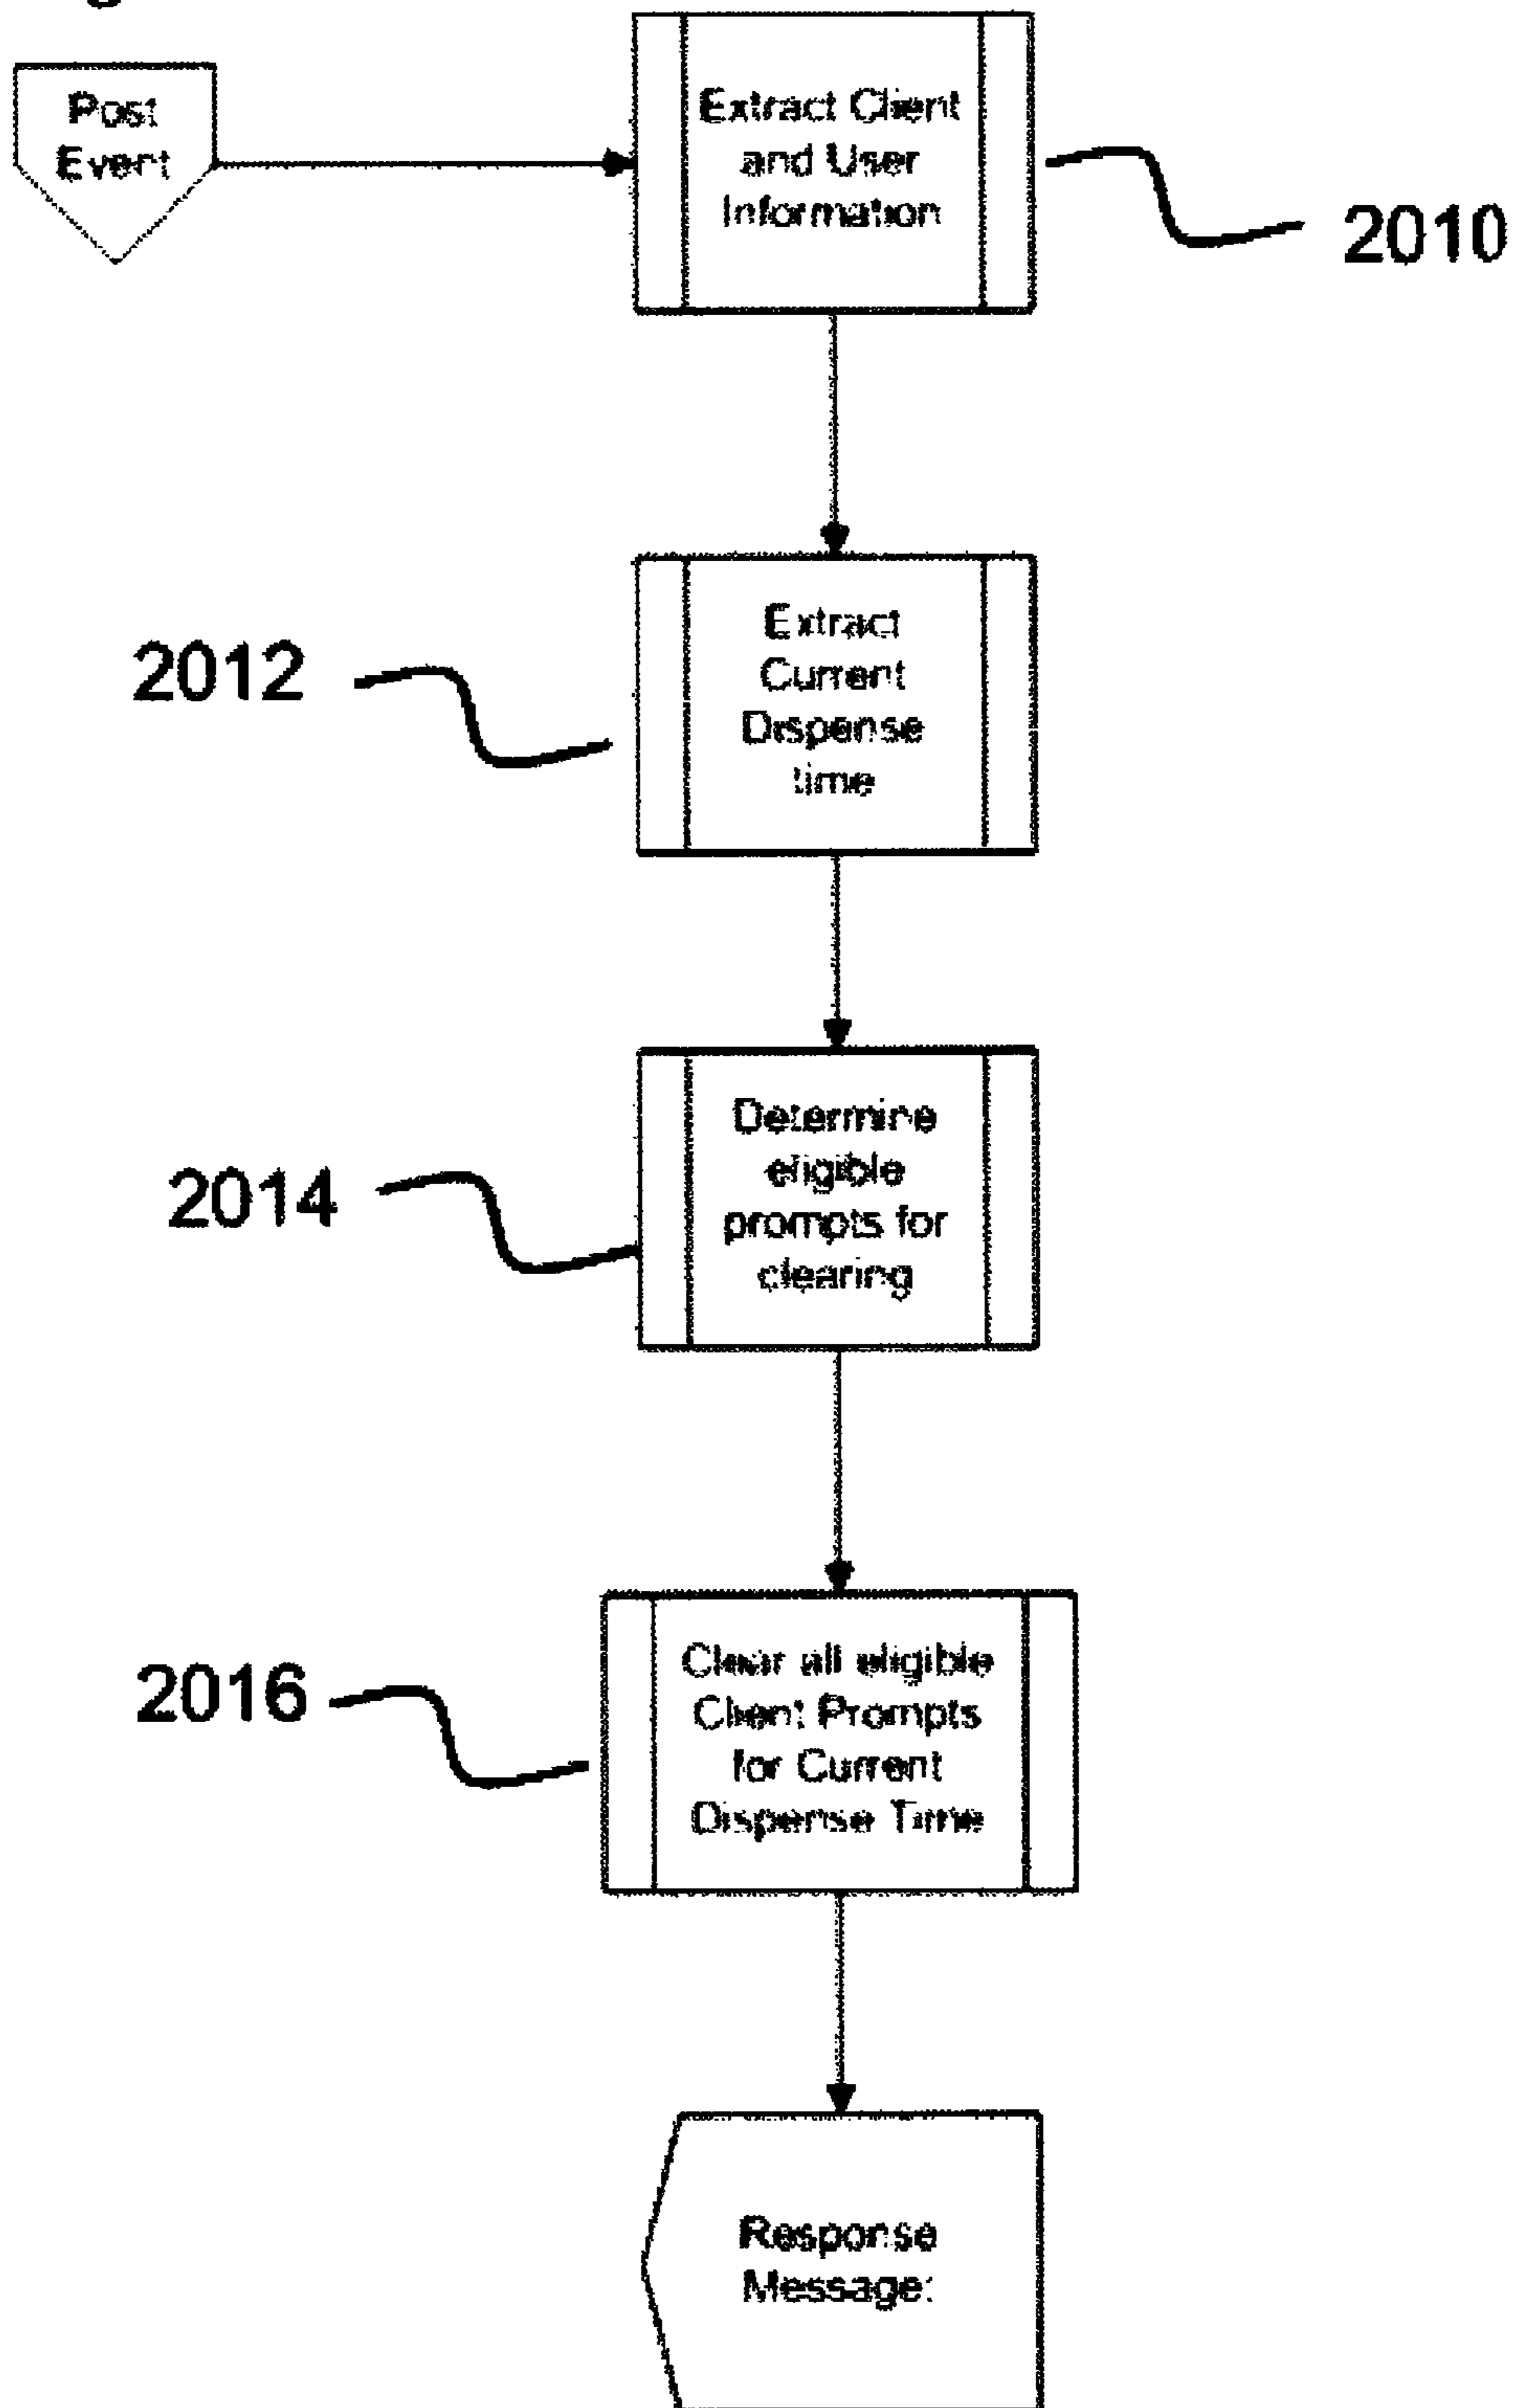 Post
Event
Extract Client
and User
Information
2010
Extract
Current
Dispense
time
2012
Determine
eligible
prompts for
clearing
2014
Clear all eligible
Client Prompts
for Current
Dispense Time
2016
Response
Message: